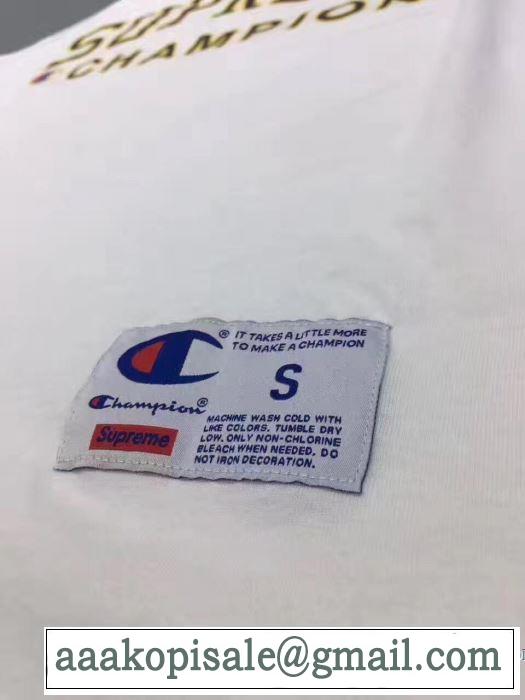 CHAMPION
® IT TAKES A LITTLE MORE
TO MAKE A CHAMPION
S
Champion®
Supreme
MACHINE WASH COLD WITH
LIKE COLORS. TUMBLE DRY
LOW. ONLY NON-CHLORINE
BLEACH WHEN NEEDED. DO
NOT IRON DECORATION.
aaakopisale@gmail.com